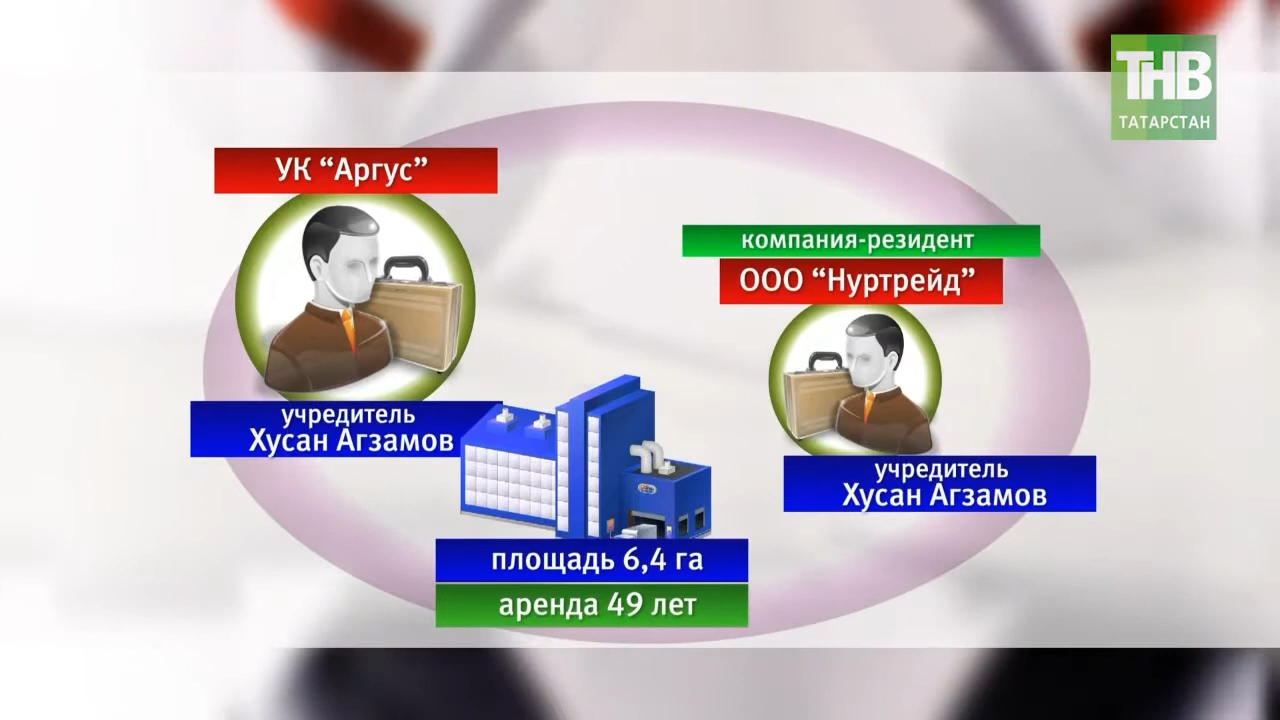 ТНВ
ТАТАРСТАН
УК “Аргус”
учредитель
Хусан Агзамов
компания-резидент
ООО “Нуртрейд”
учредитель
Хусан Агзамов
площадь 6,4 га
аренда 49 лет